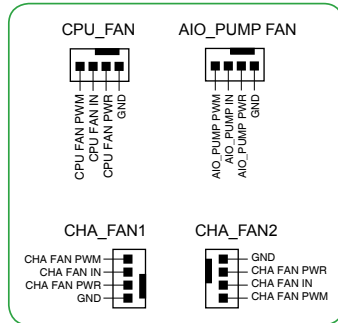 CPU_FAN
CPU FAN PWM
CPU FAN IN
CPU FAN PWR
GND
AIO_PUMP FAN
AIO_PUMP PWM
AIO_PUMP IN
AIO_PUMP PWR
GND
CHA_FAN1
CHA FAN PWM
CHA FAN IN
CHA FAN PWR
GND
CHA_FAN2
GND
CHA FAN PWR
CHA FAN IN
CHA FAN PWM